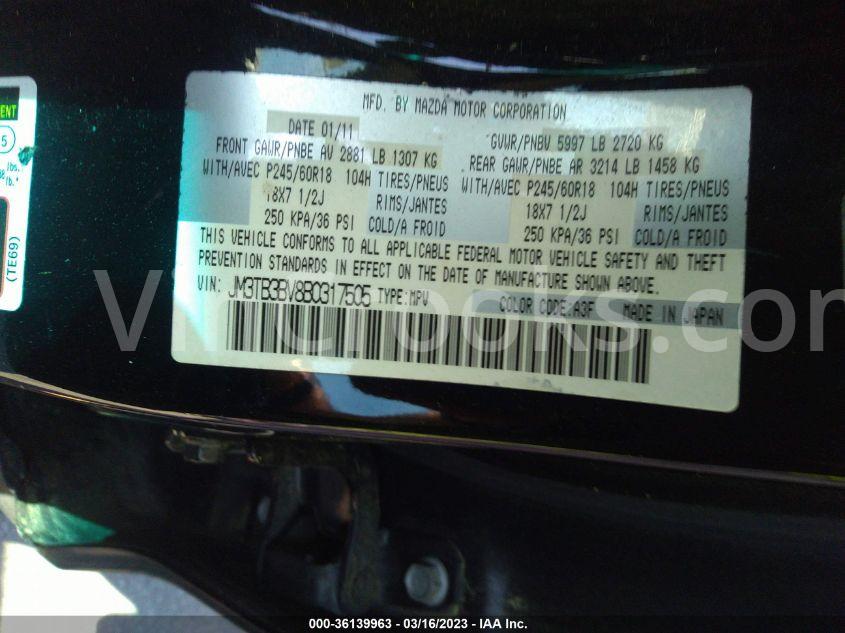 MFD. BY MAZDA MOTOR CORPORATION
DATE 01/11
GVWR/PNBV 5997 LB 2720 KG
FRONT GAWR/PNBE AV 2881 LB 1307 KG
REAR GAWR/PNBE AR 3214 LB 1458 KG
WITH/AVEC P245/60R18 104H TIRES/PNEUS
WITH/AVEC P245/60R18 104H TIRES/PNEUS
18X7 1/2J RIMS/JANTES
18X7 1/2J RIMS/JANTES
250 KPA/36 PSI COLD/A FROID
250 KPA/36 PSI COLD/A FROID
THIS VEHICLE CONFORMS TO ALL APPLICABLE FEDERAL MOTOR VEHICLE SAFETY AND THEFT
PREVENTION STANDARDS IN EFFECT ON THE DATE OF MANUFACTURE SHOWN ABOVE.
VIN: JM3TB3BV8B0317505 TYPE:MPV COLOR CODE:A3F MADE IN JAPAN
5
lbs.
lb.
(TE69)
000-36139963 - 03/16/2023 - IAA Inc.